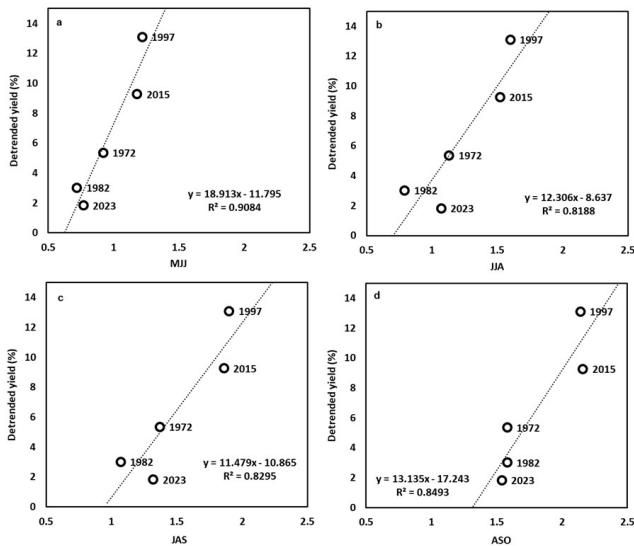 a
14
12
10
8
6
4
2
0
Detrended yield (%)
1997
2015
1972
1982
2023
y = 18.913x - 11.795
R² = 0.9084
0.5 1 1.5 2 2.5
MJJ
b
14
12
10
8
6
4
2
0
Detrended yield (%)
1997
2015
1972
1982
2023
y = 12.306x - 8.637
R² = 0.8188
0.5 1 1.5 2 2.5
JJA
c
14
12
10
8
6
4
2
0
Detrended yield (%)
1997
2015
1972
1982
2023
y = 11.479x - 10.865
R² = 0.8295
0.5 1 1.5 2 2.5
JAS
d
14
12
10
8
6
4
2
0
Detrended yield (%)
1997
2015
1972
1982
2023
y = 13.135x - 17.243
R² = 0.8493
0.5 1 1.5 2 2.5
ASO